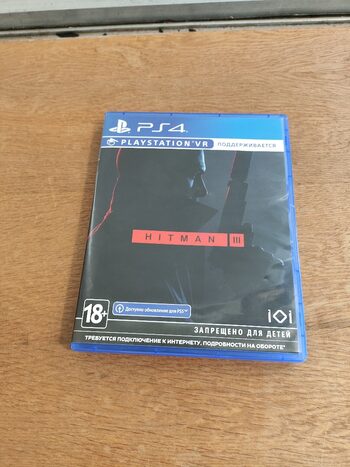 PS4
PLAYSTATION®VR ПОДДЕРЖИВАЕТСЯ
HITMAN III
Доступно обновление для PS5™
18+
ЗАПРЕЩЕНО ДЛЯ ДЕТЕЙ
IOI
ТРЕБУЕТСЯ ПОДКЛЮЧЕНИЕ К ИНТЕРНЕТУ, ПОДРОБНОСТИ НА ОБОРОТЕ*